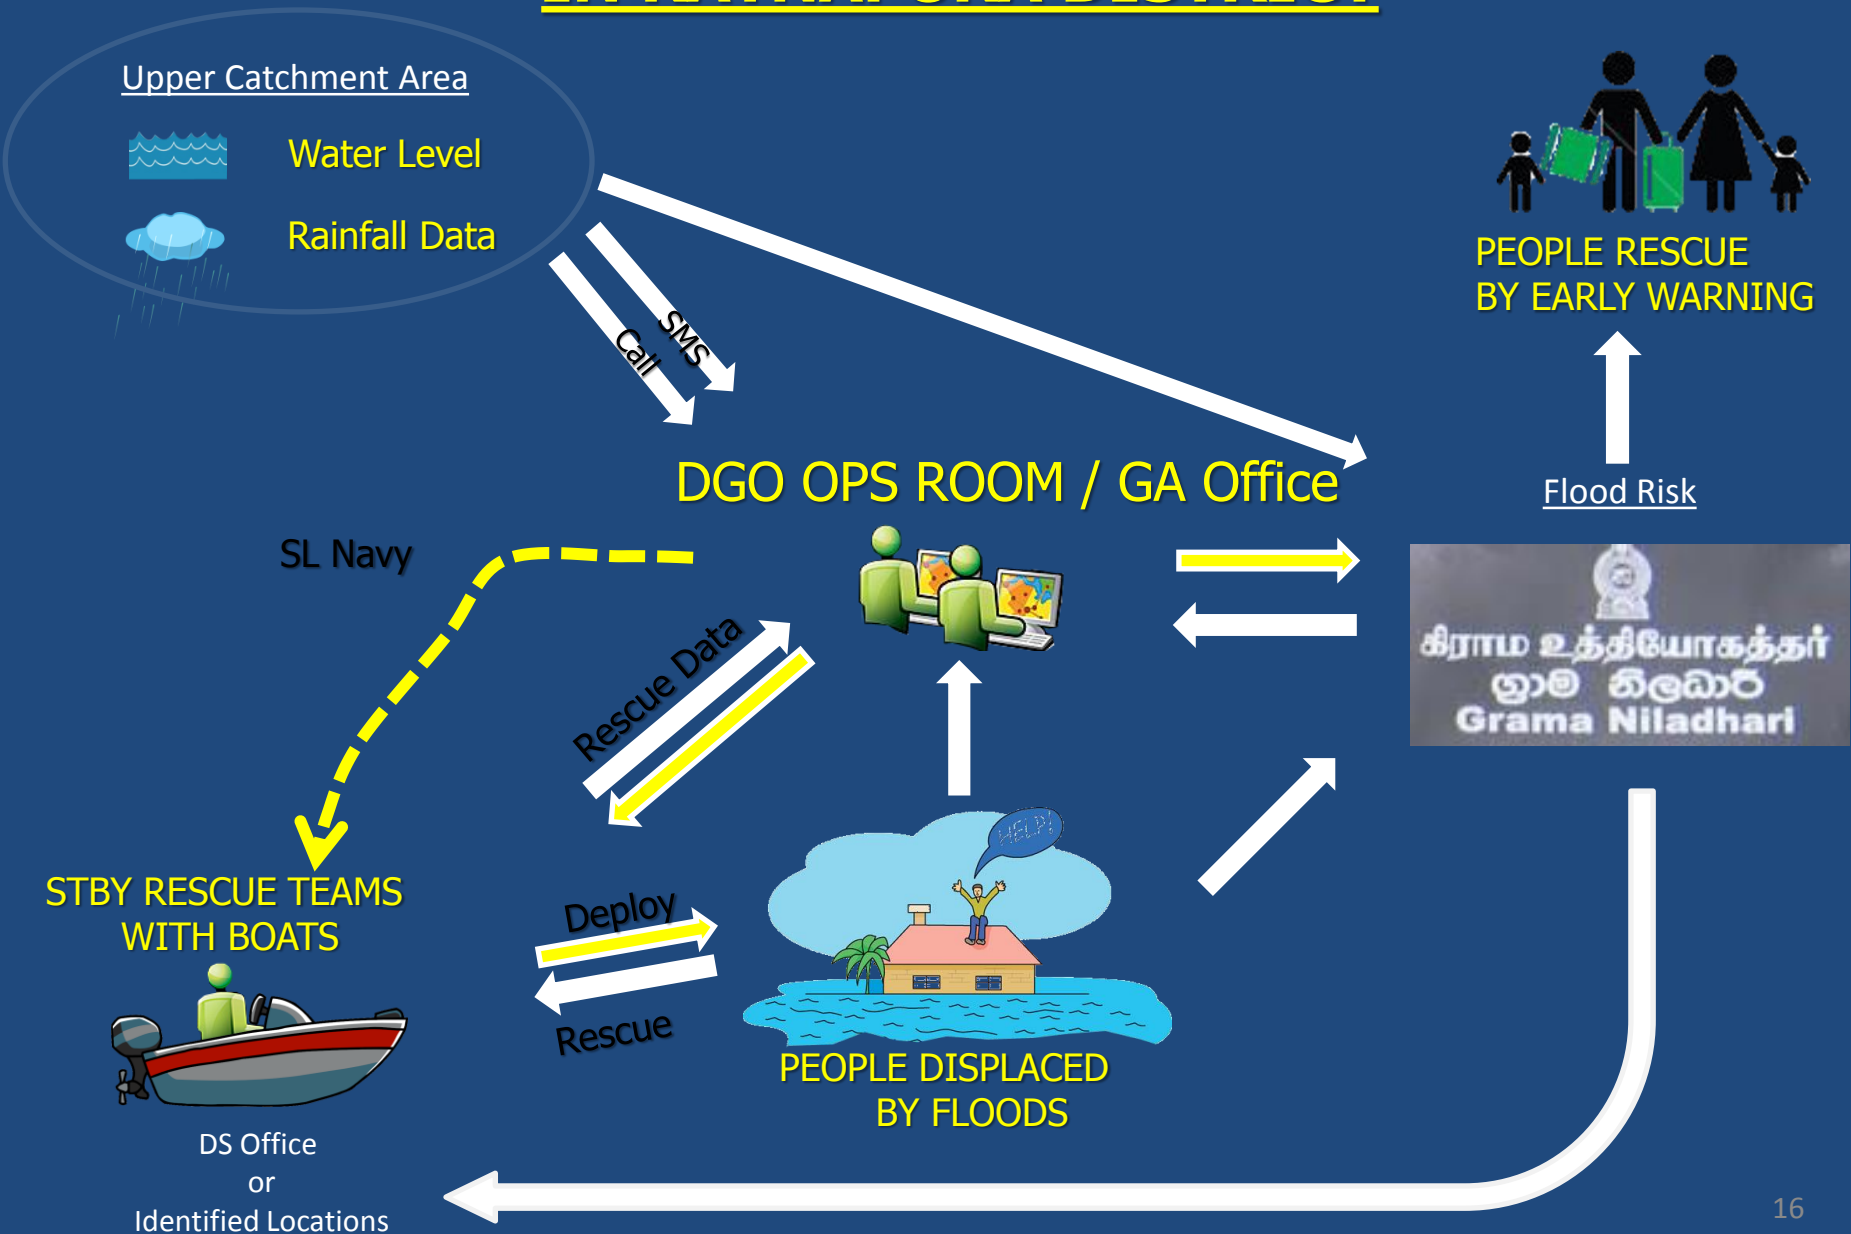 Upper Catchment Area
Water Level
Rainfall Data
PEOPLE RESCUE
BY EARLY WARNING
SMS
Call
DGO OPS ROOM / GA Office
Flood Risk
SL Navy
கிராம உத்தியோகத்தர்
ග්‍රාම නිලධාරි
Grama Niladhari
Rescue Data
HELP!
STBY RESCUE TEAMS
WITH BOATS
Deploy
Rescue
PEOPLE DISPLACED
BY FLOODS
DS Office
or
Identified Locations
16